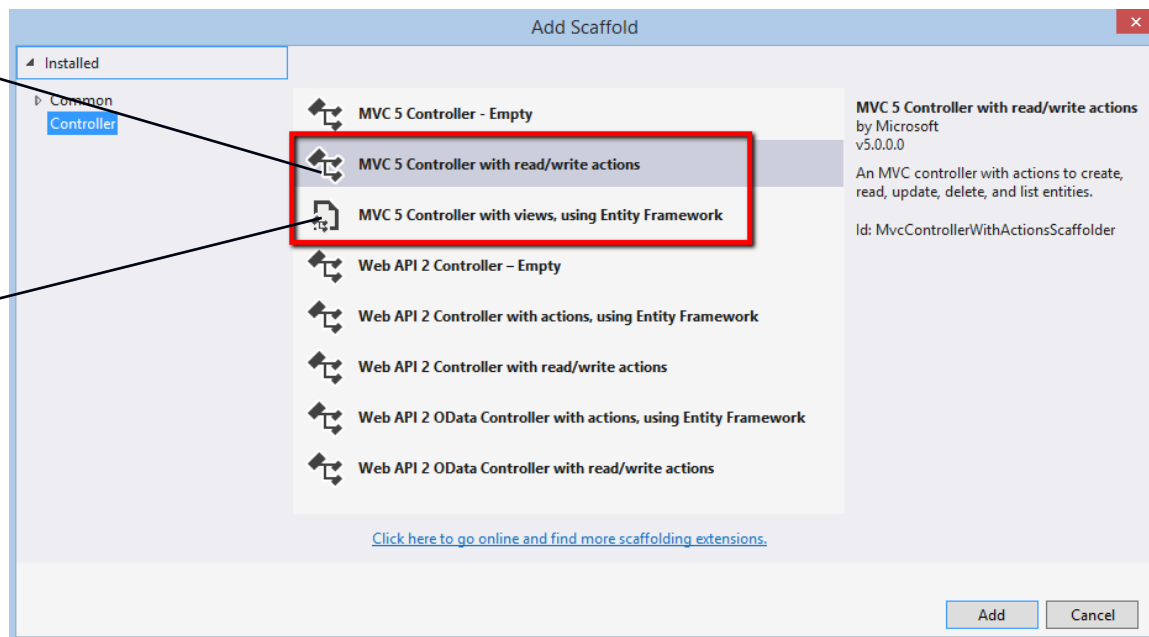 Add Scaffold
Installed
Common
Controller
MVC 5 Controller - Empty
MVC 5 Controller with read/write actions
MVC 5 Controller with views, using Entity Framework
Web API 2 Controller – Empty
Web API 2 Controller with actions, using Entity Framework
Web API 2 Controller with read/write actions
Web API 2 OData Controller with actions, using Entity Framework
Web API 2 OData Controller with read/write actions
Click here to go online and find more scaffolding extensions.
MVC 5 Controller with read/write actions
by Microsoft
v5.0.0.0
An MVC controller with actions to create,
read, update, delete, and list entities.
Id: MvcControllerWithActionsScaffolder
Add
Cancel